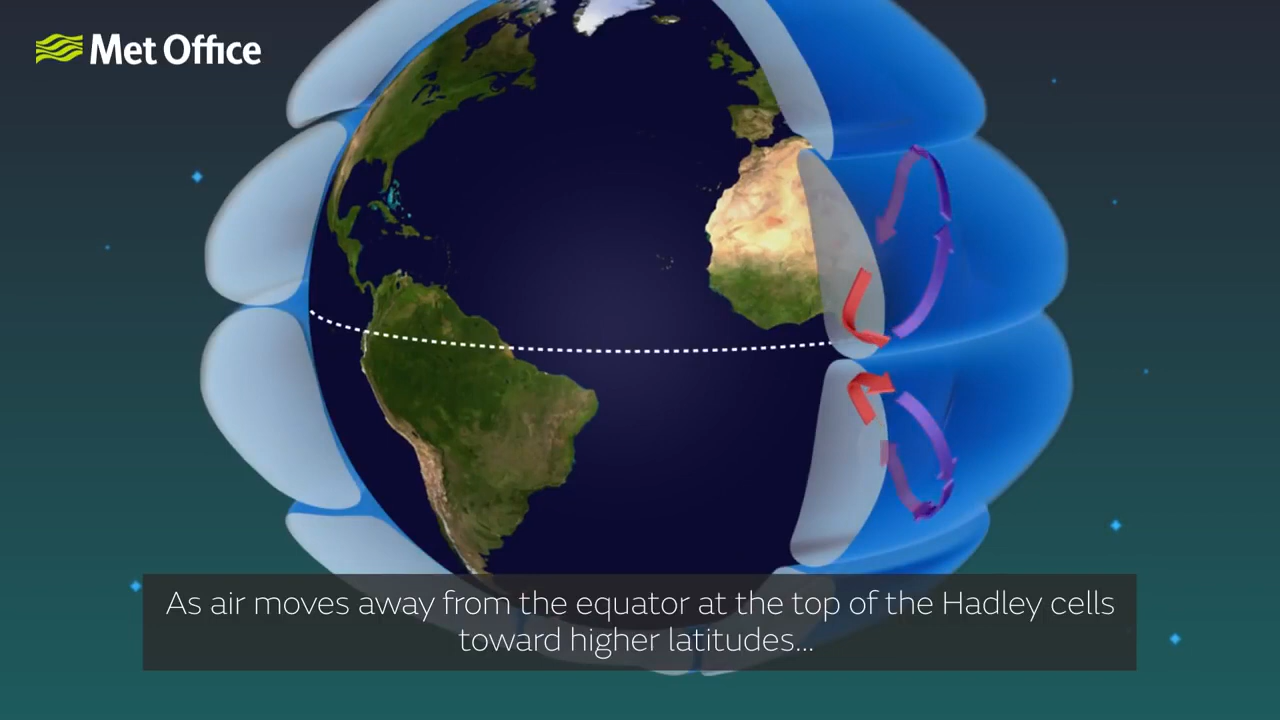 Met Office
As air moves away from the equator at the top of the Hadley cells
toward higher latitudes...